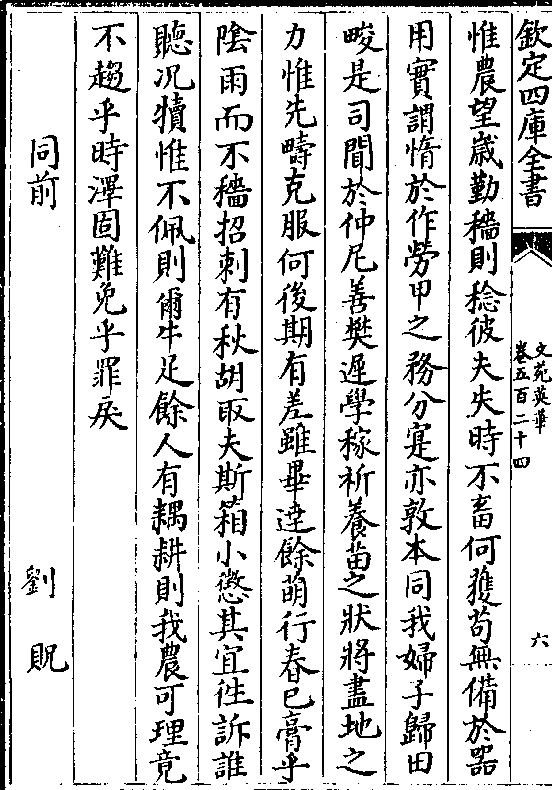 欽定四庫全書
文苑英華
卷五百二十四
六
惟農望歲勤穡則稔彼夫失時不畜何獲苟無備於器
用實謂惰於作勞甲之務分寔亦敦本同我婦子歸田
畯是司聞於仲尼善樊遲學稼祈養苗之狀將盡地之
力惟先疇克服何後期有差雖畢達餘萌行春已膏乎
陰雨而不穡招刺有秋胡取夫斯箱小懲其宜徃訴誰
聽况犢惟不佩則爾牛足餘人有耦耕則我農可理竟
不趨乎時澤固難免乎罪戾
同前
劉貺